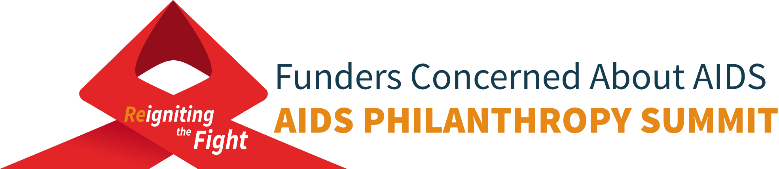 Reigniting
the
Fight
Funders Concerned About AIDS
AIDS PHILANTHROPY SUMMIT